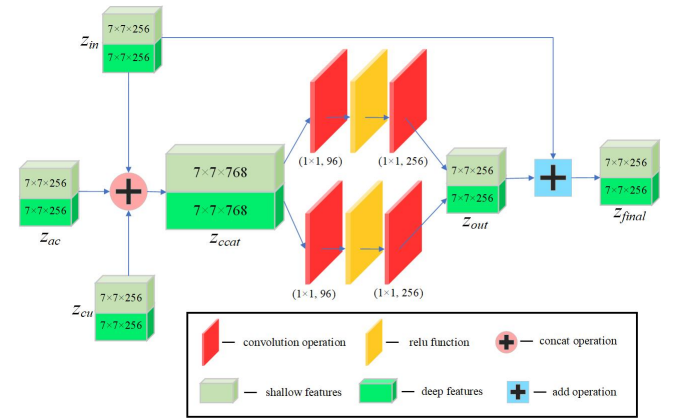 z_in
7×7×256
7×7×256
7×7×256
7×7×256
z_ac
7×7×256
7×7×256
z_cu
7×7×768
7×7×768
z_ccat
(1×1, 96)
(1×1, 256)
(1×1, 96)
(1×1, 256)
7×7×256
7×7×256
z_out
7×7×256
7×7×256
z_final
convolution operation
relu function
concat operation
shallow features
deep features
add operation